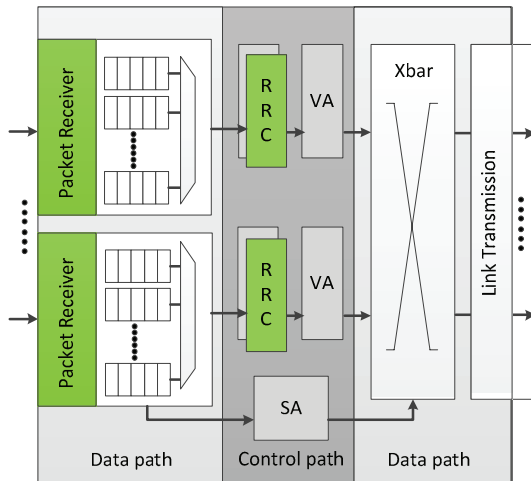 Packet Receiver
R
R
C
VA
Xbar
Link Transmission
Packet Receiver
R
R
C
VA
SA
Data path
Control path
Data path